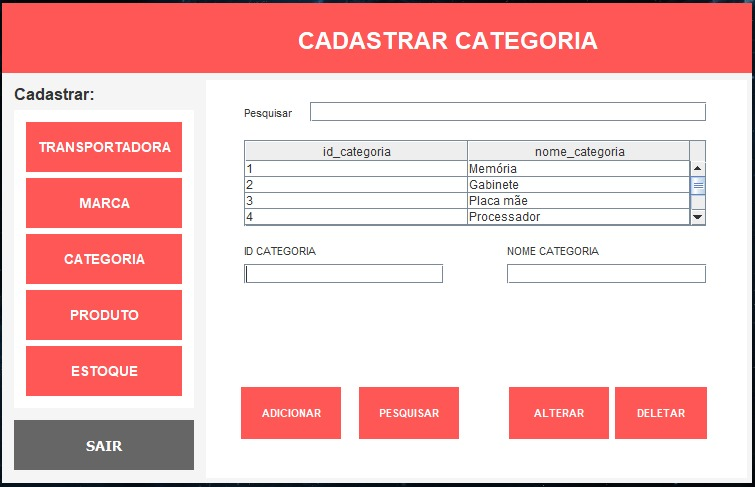 CADASTRAR CATEGORIA
Cadastrar:
TRANSPORTADORA
MARCA
CATEGORIA
PRODUTO
ESTOQUE
SAIR
Pesquisar
id_categoria nome_categoria
1 Memória
2 Gabinete
3 Placa mãe
4 Processador
ID CATEGORIA NOME CATEGORIA
ADICIONAR PESQUISAR ALTERAR DELETAR